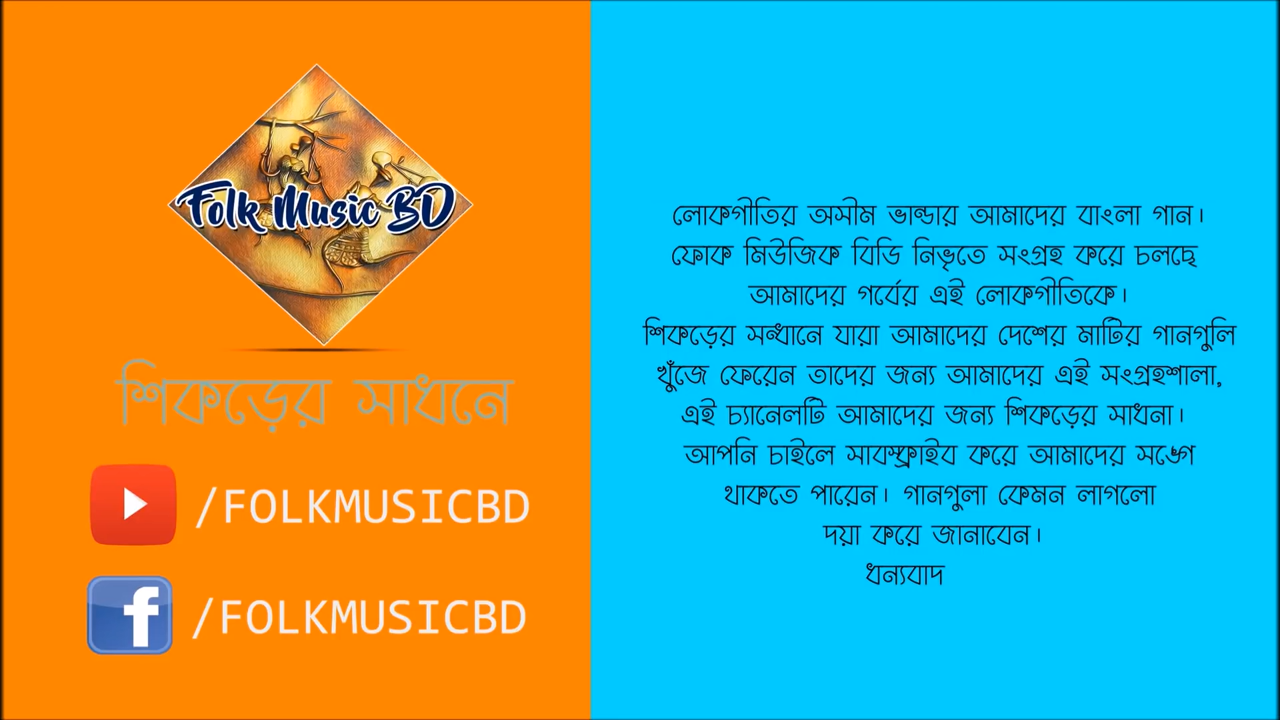 Folk Music BD
শিকড়ের সাধনে
/FOLKMUSICBD
f /FOLKMUSICBD
লোকগীতির অসীম ভান্ডার আমাদের বাংলা গান।
ফোক মিউজিক বিডি নিভৃতে সংগ্রহ করে চলছে
আমাদের গর্বের এই লোকগীতিকে।
শিকড়ের সন্ধানে যারা আমাদের দেশের মাটির গানগুলি
খুঁজে ফেরেন তাদের জন্য আমাদের এই সংগ্রহশালা,
এই চ্যানেলটি আমাদের জন্য শিকড়ের সাধনা।
আপনি চাইলে সাবস্ক্রাইব করে আমাদের সঙ্গে
থাকতে পারেন। গানগুলা কেমন লাগলো
দয়া করে জানাবেন।
ধন্যবাদ